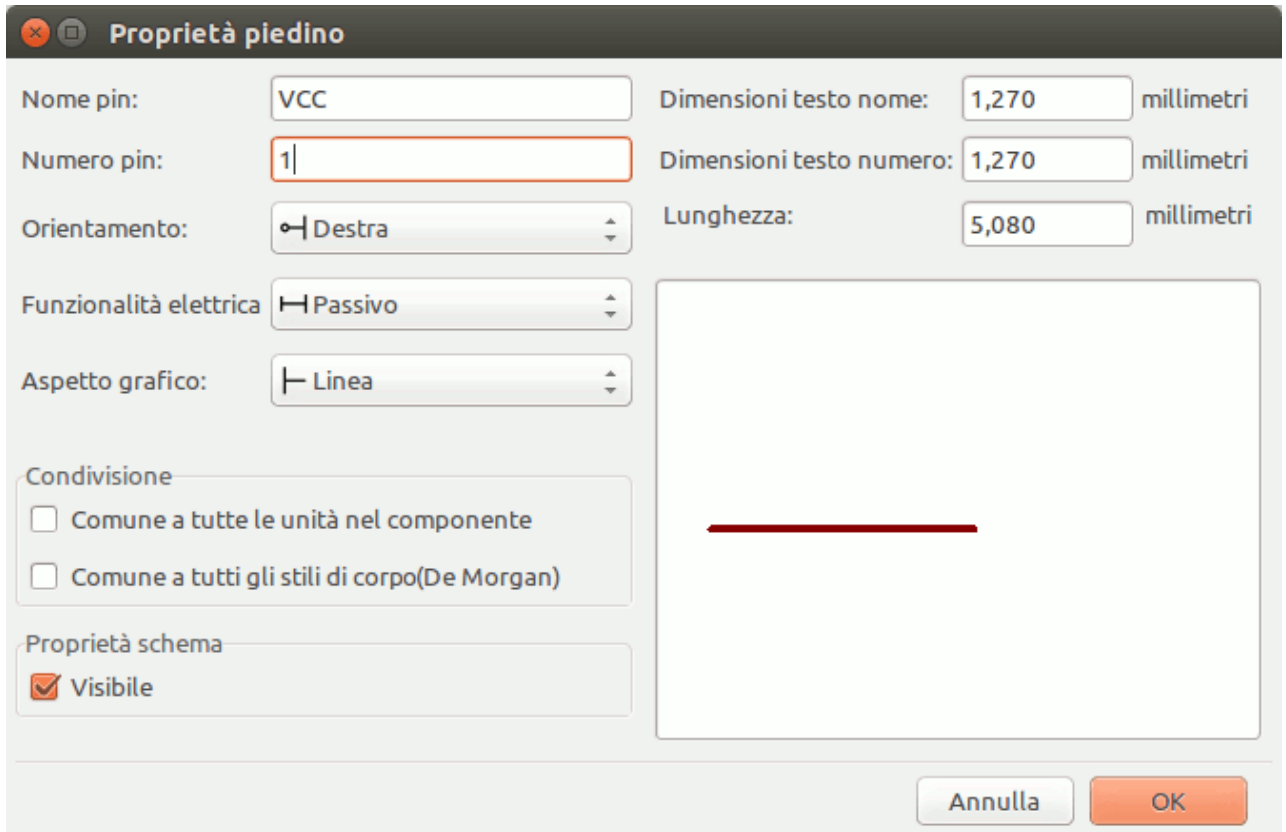 Proprietà piedino
Nome pin: VCC Dimensioni testo nome: 1,270 millimetri
Numero pin: 1 Dimensioni testo numero: 1,270 millimetri
Orientamento: Destra Lunghezza: 5,080 millimetri
Funzionalità elettrica Passivo
Aspetto grafico: Linea
Condivisione
Comune a tutte le unità nel componente
Comune a tutti gli stili di corpo(De Morgan)
Proprietà schema
Visibile
Annulla OK